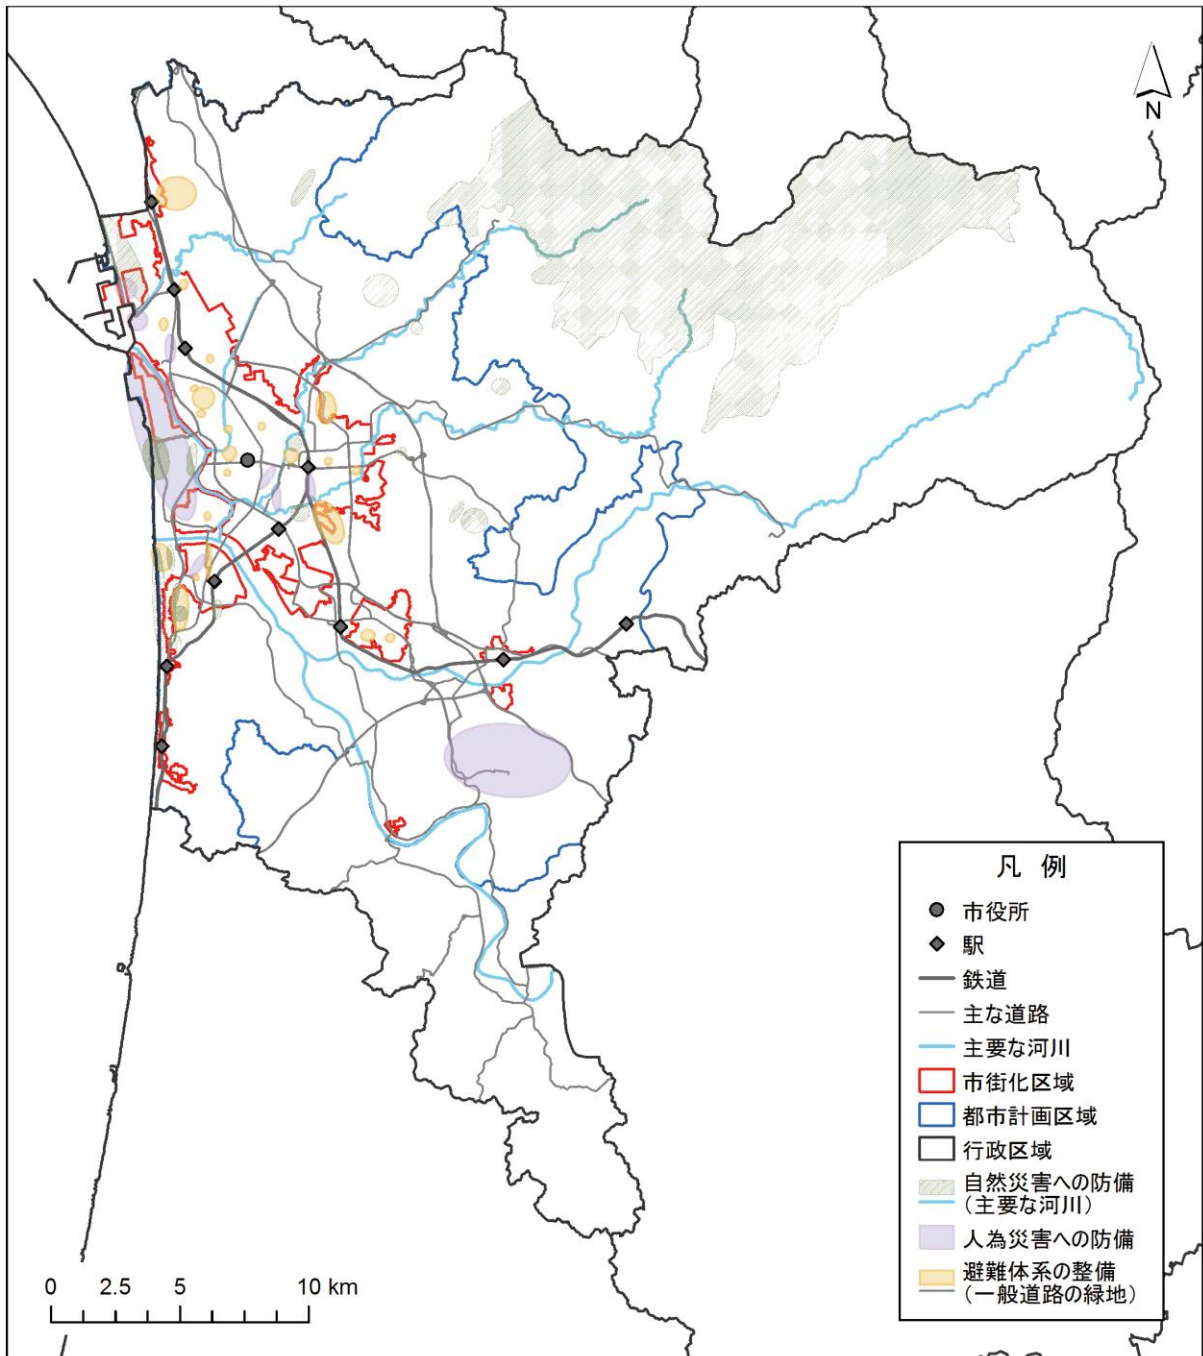 N
凡 例
市役所
駅
鉄道
主な道路
主要な河川
市街化区域
都市計画区域
行政区域
自然災害への防備
(主要な河川)
人為災害への防備
避難体系の整備
(一般道路の緑地)
0 2.5 5 10 km